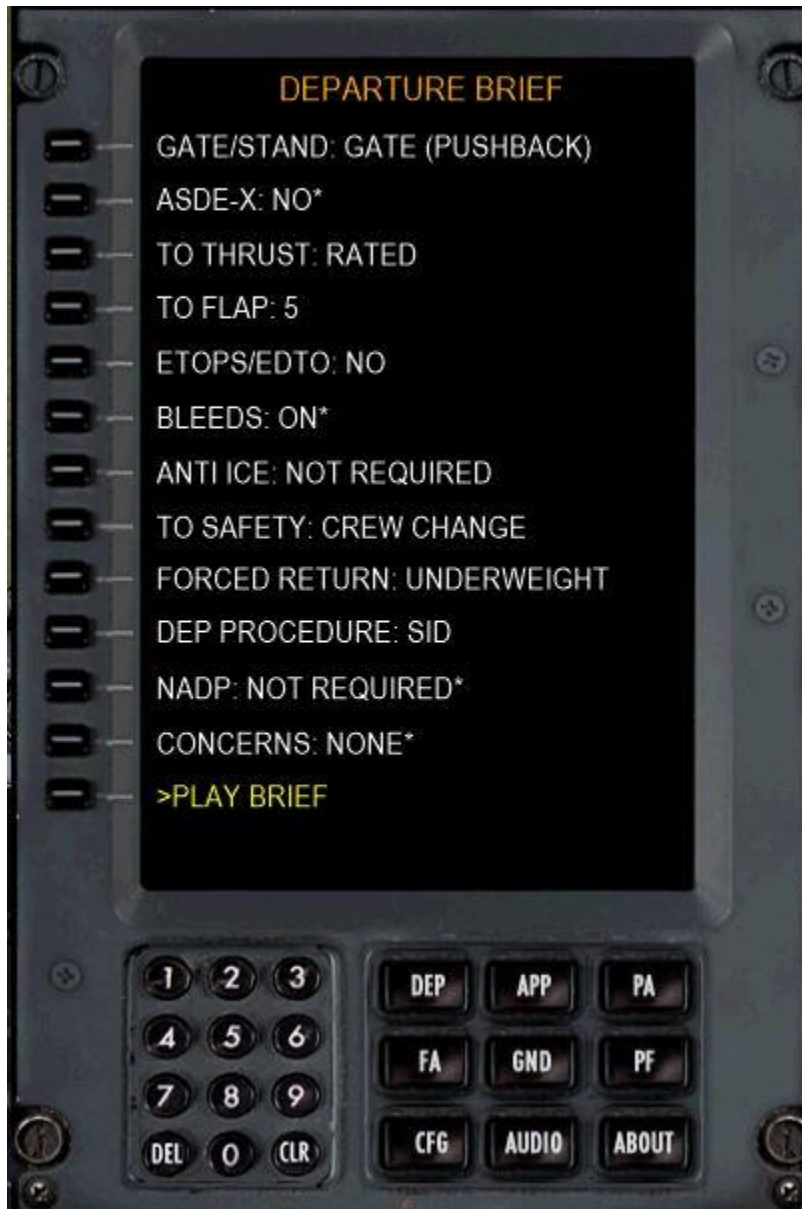 DEPARTURE BRIEF
GATE/STAND: GATE (PUSHBACK)
ASDE-X: NO*
TO THRUST: RATED
TO FLAP: 5
ETOPS/EDTO: NO
BLEEDS: ON*
ANTI ICE: NOT REQUIRED
TO SAFETY: CREW CHANGE
FORCED RETURN: UNDERWEIGHT
DEP PROCEDURE: SID
NADP: NOT REQUIRED*
CONCERNS: NONE*
>PLAY BRIEF
1 2 3 DEP APP PA
4 5 6 FA GND PF
7 8 9
DEL 0 CLR CFG AUDIO ABOUT